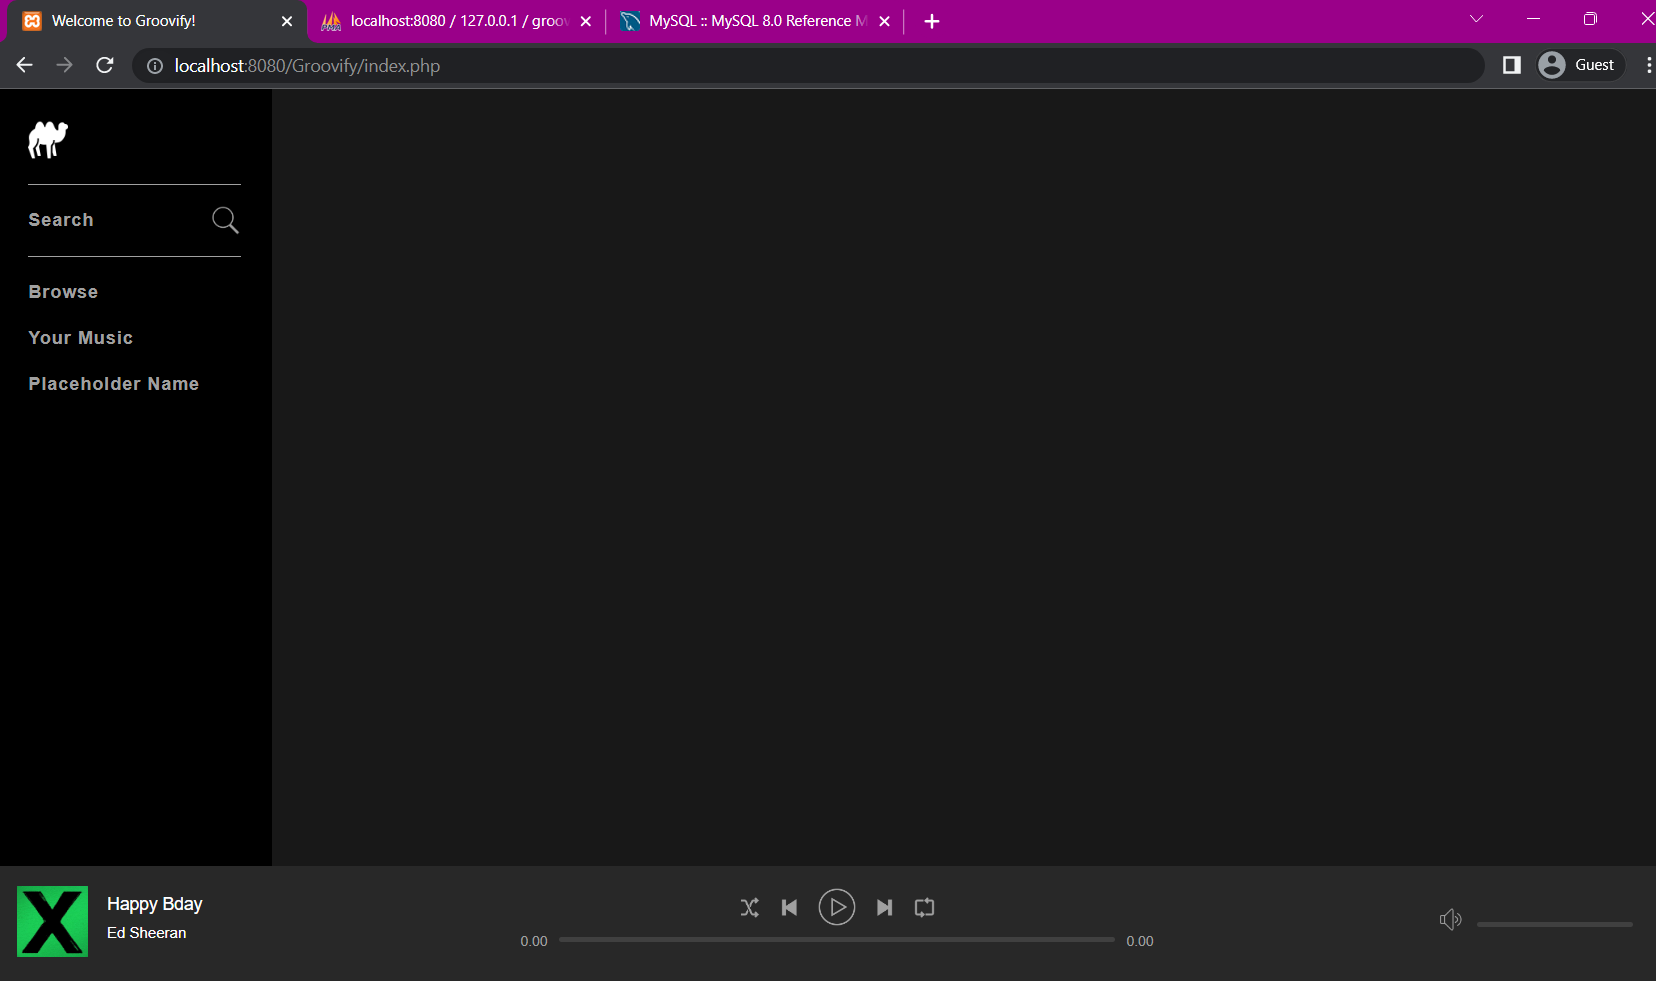 Welcome to Groovify!
localhost:8080 / 127.0.0.1 / groov
MySQL :: MySQL 8.0 Reference M
localhost:8080/Groovify/index.php
Guest
Search
Browse
Your Music
Placeholder Name
X
Happy Bday
Ed Sheeran
0.00
0.00